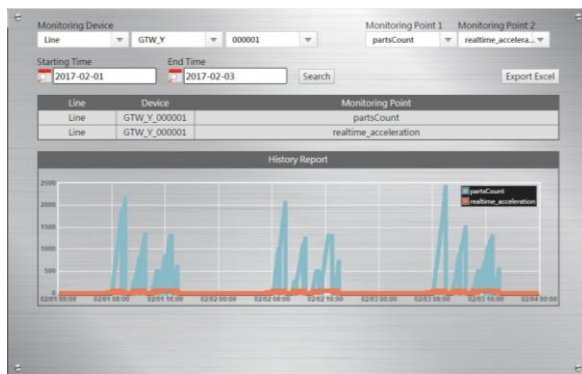 Monitoring Device
Monitoring Point 1 Monitoring Point 2
Line GTW_Y 000001 partsCount realtime_accelera...
Starting Time End Time
2017-02-01 2017-02-03 Search Export Excel
Line Device Monitoring Point
Line GTW_Y_000001 partsCount
Line GTW_Y_000001 realtime_acceleration
History Report
2500
partsCount
realtime_acceleration
2000
1500
1000
500
0
02/01 00:00 02/01 08:00 02/01 16:00 02/02 00:00 02/02 08:00 02/02 16:00 02/03 00:00 02/03 08:00 02/03 16:00 02/04 00:00